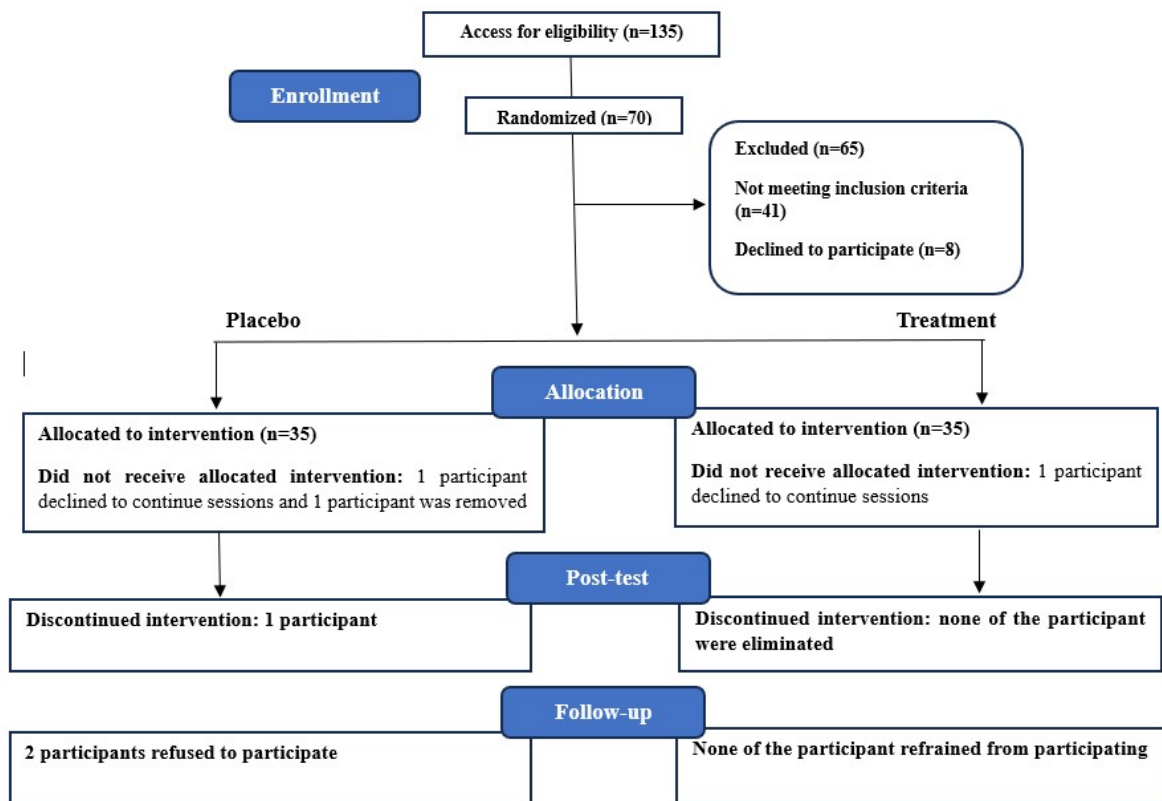 Access for eligibility (n=135)
Enrollment
Randomized (n=70)
Excluded (n=65)
Not meeting inclusion criteria
(n=41)
Declined to participate (n=8)
Placebo
Treatment
Allocation
Allocated to intervention (n=35)
Did not receive allocated intervention: 1 participant
declined to continue sessions and 1 participant was removed
Allocated to intervention (n=35)
Did not receive allocated intervention: 1 participant
declined to continue sessions
Post-test
Discontinued intervention: 1 participant
Discontinued intervention: none of the participant
were eliminated
Follow-up
2 participants refused to participate
None of the participant refrained from participating